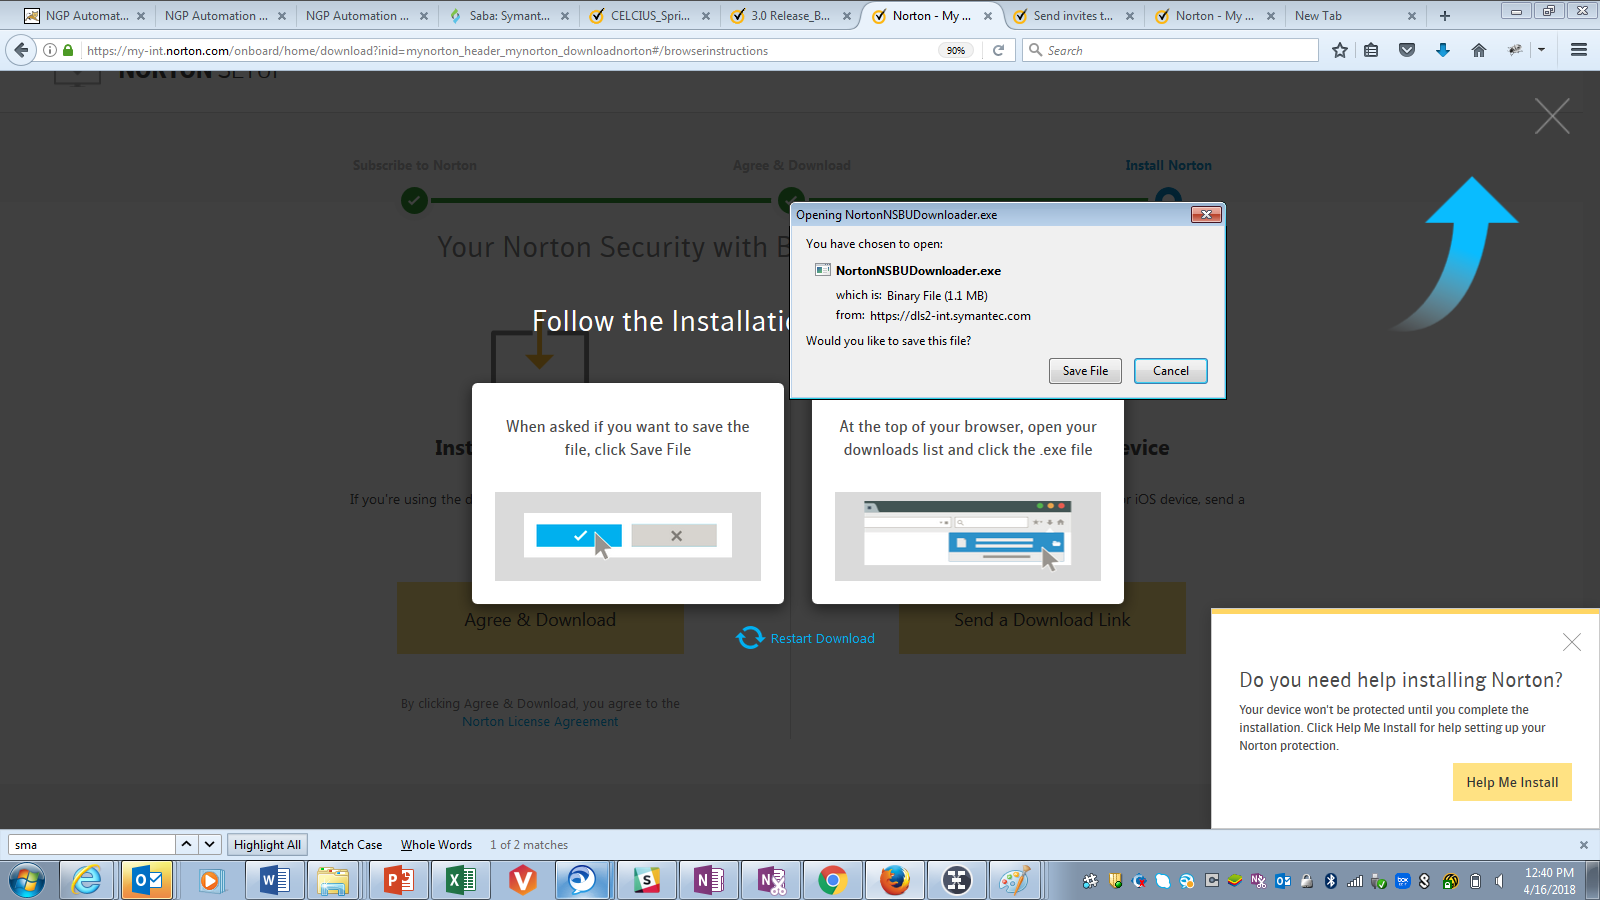 NGP Automat...
NGP Automation ...
NGP Automation ...
Saba: Symant...
CELCIUS_Spri...
3.0 Release_B...
Norton - My ...
Send invites t...
Norton - My ...
New Tab
https://my-int.norton.com/onboard/home/download?inid=mynorton_header_mynorton_downloadnorton#/browserinstructions
90%
Search
NORTON SETUP
Subscribe to Norton
Agree & Download
Install Norton
Opening NortonNSBUDownloader.exe
You have chosen to open:
NortonNSBUDownloader.exe
which is: Binary File (1.1 MB)
from: https://dls2-int.symantec.com
Would you like to save this file?
Save File
Cancel
Your Norton Security with B
Follow the Installatio
When asked if you want to save the
file, click Save File
At the top of your browser, open your
downloads list and click the .exe file
Inst
evice
If you're using the d
or iOS device, send a
Agree & Download
Send a Download Link
Restart Download
By clicking Agree & Download, you agree to the
Norton License Agreement
Do you need help installing Norton?
Your device won't be protected until you complete the
installation. Click Help Me Install for help setting up your
Norton protection.
Help Me Install
sma
Highlight All
Match Case
Whole Words
1 of 2 matches
12:40 PM
4/16/2018